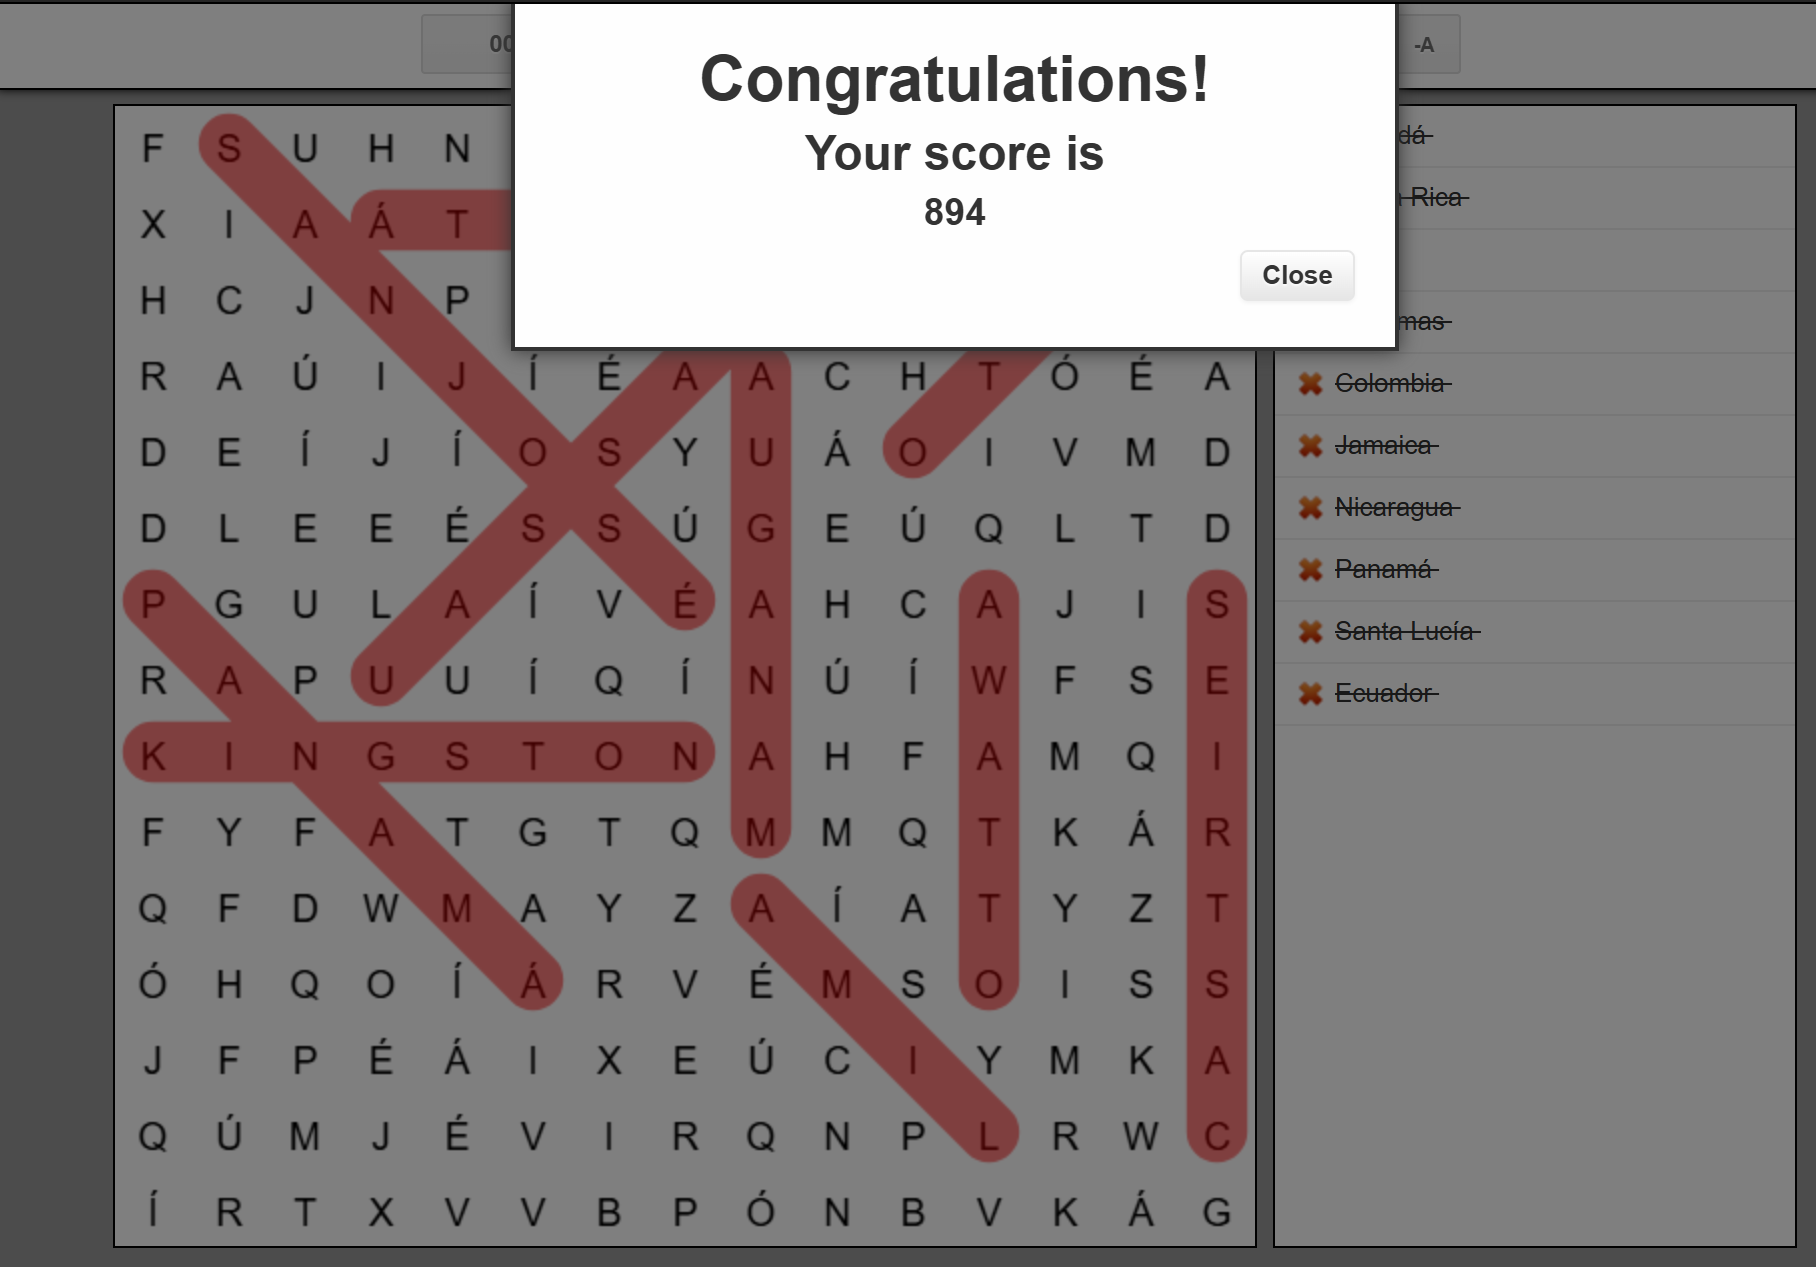 00
Congratulations!
Your score is
894
Close
-A
F S U H N
X I A Á T
H C J N P
R A Ú I J Í É A A C H T Ó É A
D E Í J Í O S Y U Á O I V M D
D L E E É S S Ú G E Ú Q L T D
P G U L A Í V É A H C A J I S
R A P U U Í Q Í N Ú Í W F S E
K I N G S T O N A H F A M Q I
F Y F A T G T Q M M Q T K Á R
Q F D W M A Y Z A Í A T Y Z T
Ó H Q O Í Á R V É M S O I S S
J F P É Á I X E Ú C I Y M K A
Q Ú M J É V I R Q N P L R W C
Í R T X V V B P Ó N B V K Á G
dá
Rica
mas
Colombia
Jamaica
Nicaragua
Panamá
Santa Lucía
Ecuador